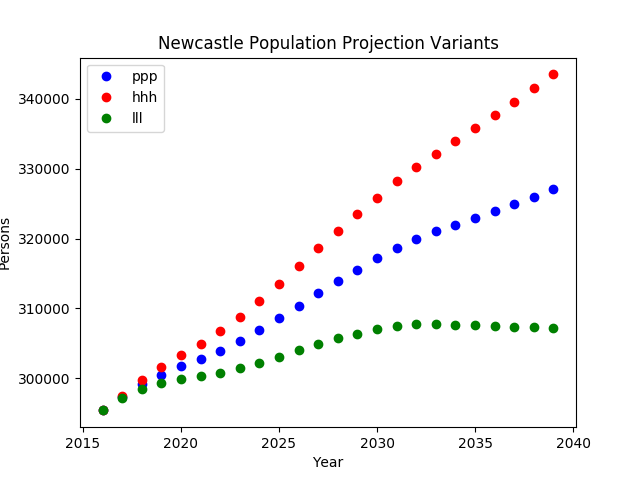 Newcastle Population Projection Variants
ppp
hhh
lll
340000
330000
320000
310000
300000
Persons
2015
2020
2025
2030
2035
2040
Year